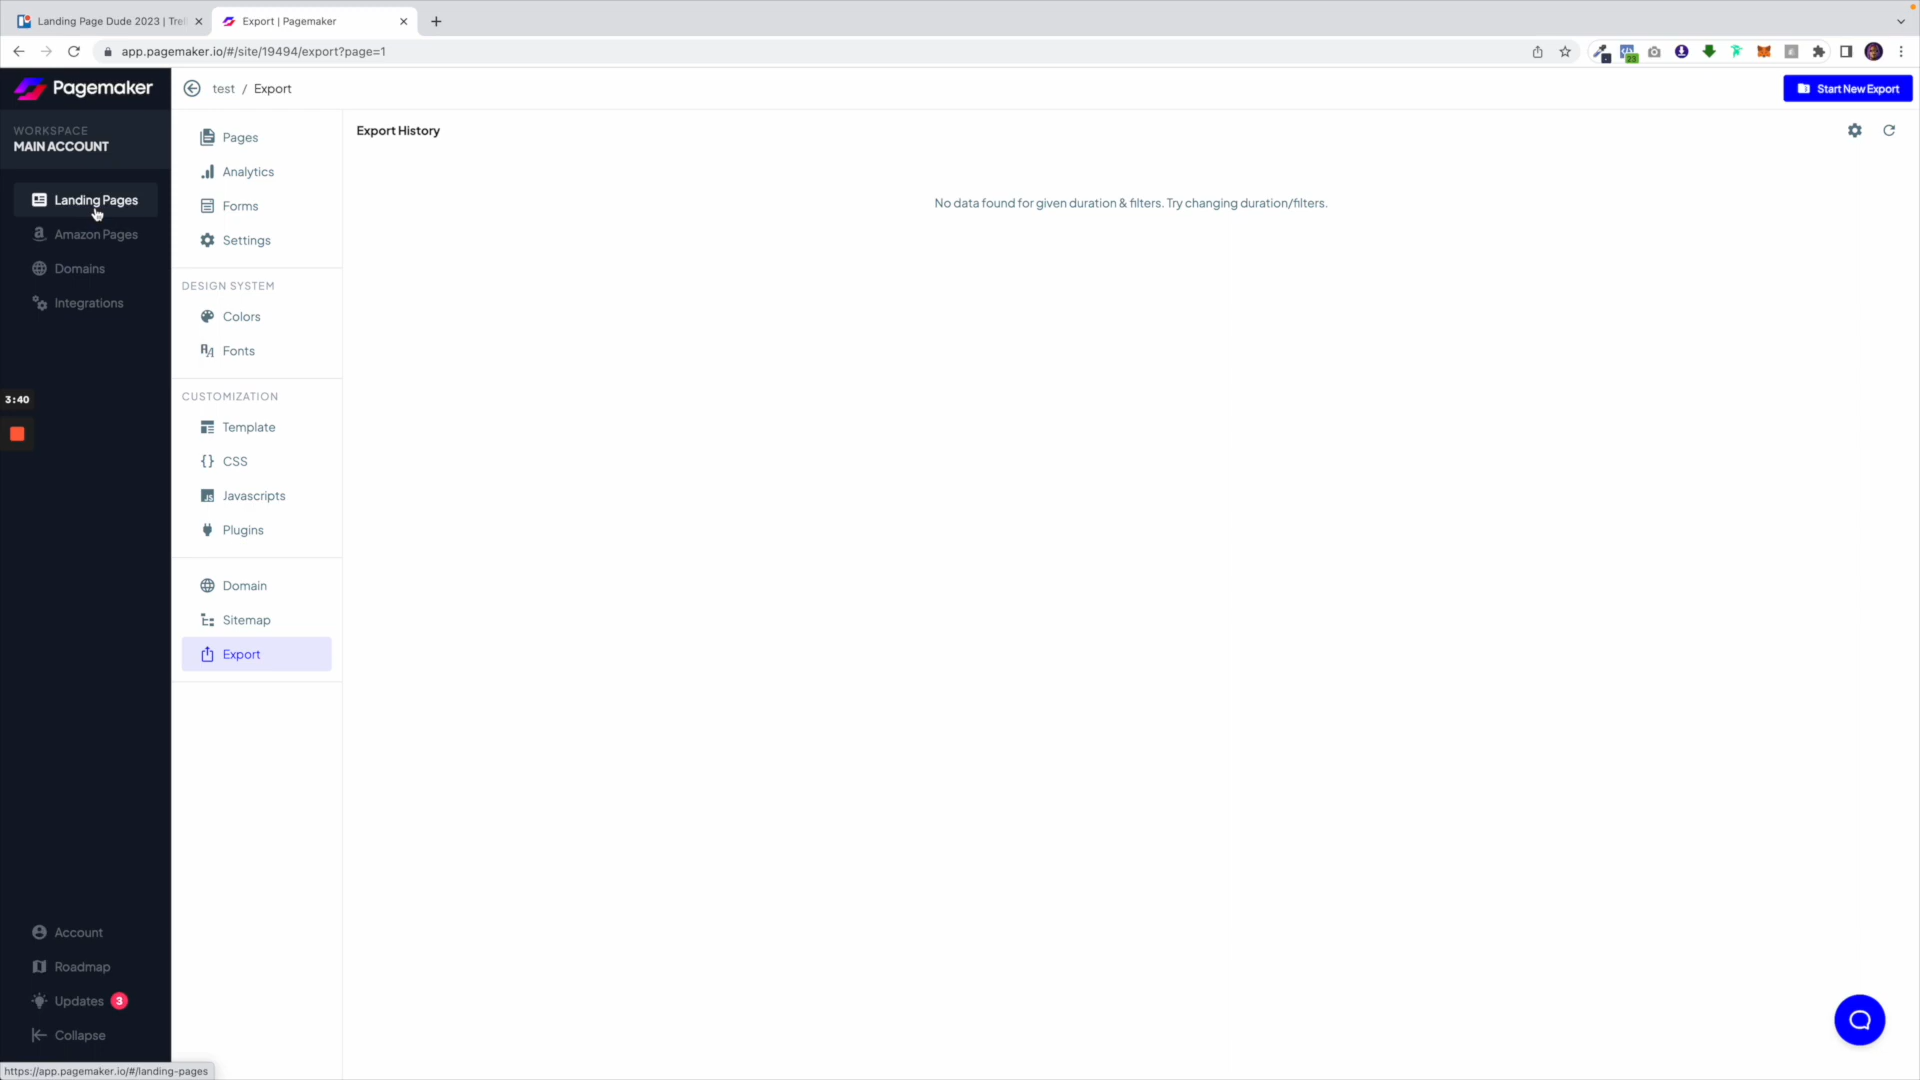 Landing Page Dude 2023 | Trel
Export | Pagemaker
app.pagemaker.io/#/site/19494/export?page=1
23
Pagemaker
test / Export
Start New Export
WORKSPACE
MAIN ACCOUNT
Landing Pages
Amazon Pages
Domains
Integrations
3:40
Pages
Analytics
Forms
Settings
DESIGN SYSTEM
Colors
Fonts
CUSTOMIZATION
Template
CSS
Javascripts
Plugins
Domain
Sitemap
Export
Export History
No data found for given duration & filters. Try changing duration/filters.
Account
Roadmap
Updates 3
Collapse
https://app.pagemaker.io/#/landing-pages